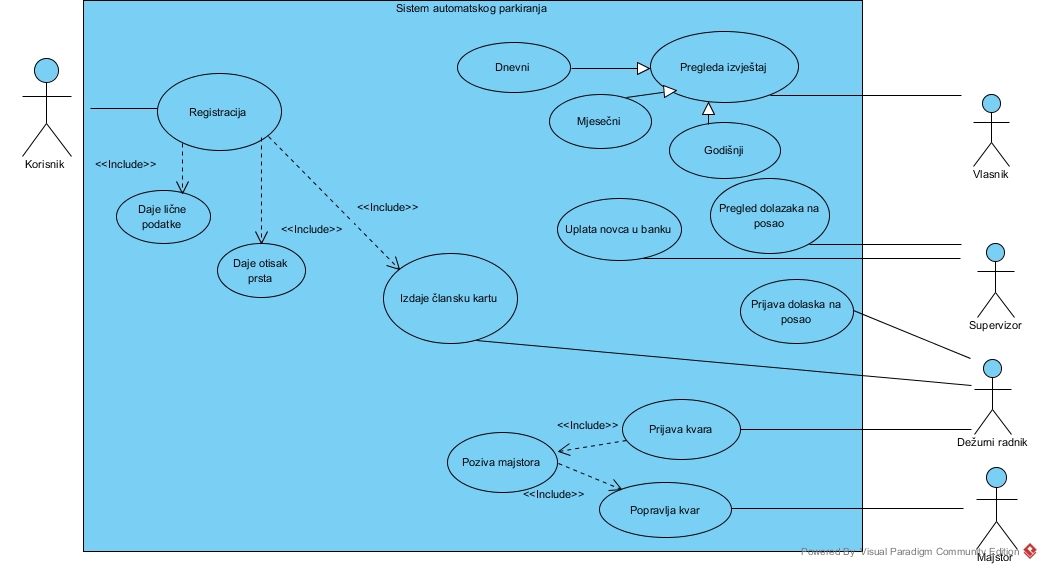 Sistem automatskog parkiranja
Dnevni
Pregleda izvještaj
Mjesečni
Registracija
Godišnji
Korisnik
<<Include>>
Vlasnik
Daje lične
podatke
<<Include>>
Pregled dolazaka na
posao
<<Include>>
Uplata novca u banku
Daje otisak
prsta
Izdaje člansku kartu
Prijava dolaska na
posao
Supervizor
<<Include>>
Prijava kvara
Dežurni radnik
Poziva majstora
<<Include>>
Popravlja kvar
Powered By Visual Paradigm Community Edition
Majstor